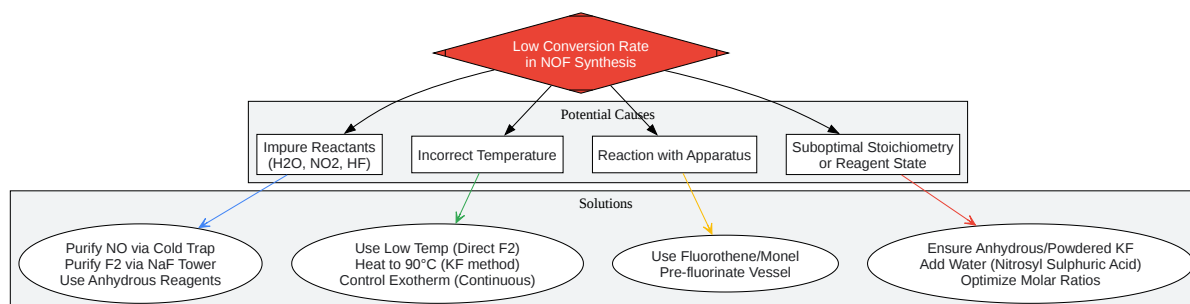 Low Conversion Rate
in NOF Synthesis
Potential Causes
Impure Reactants
(H2O, NO2, HF)
Incorrect Temperature
Reaction with Apparatus
Suboptimal Stoichiometry
or Reagent State
Solutions
Purify NO via Cold Trap
Purify F2 via NaF Tower
Use Anhydrous Reagents
Use Low Temp (Direct F2)
Heat to 90°C (KF method)
Control Exotherm (Continuous)
Use Fluorothene/Monel
Pre-fluorinate Vessel
Ensure Anhydrous/Powdered KF
Add Water (Nitrosyl Sulphuric Acid)
Optimize Molar Ratios